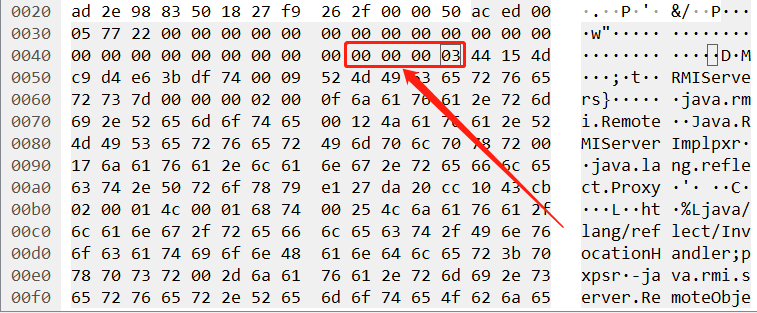 0020 ad 2e 98 83 50 18 27 f9 26 2f 00 00 50 ac ed 00 ·.··P·'· &/··P···
0030 05 77 22 00 00 00 00 00 00 00 00 00 00 00 00 00 ·w"····· ········
0040 00 00 00 00 00 00 00 00 00 00 00 00 03 44 15 4d ········ ·····D·M
0050 c9 d4 e6 3b df 74 00 09 52 4d 49 53 65 72 76 65 ···;·t·· RMIServe
0060 72 73 7d 00 00 00 02 00 0f 6a 61 76 61 2e 72 6d rs}····· ·java.rm
0070 69 2e 52 65 6d 6f 74 65 00 12 4a 61 76 61 2e 52 i.Remote ··Java.R
0080 4d 49 53 65 72 76 65 72 49 6d 70 6c 70 78 72 00 MIServer Implpxr·
0090 17 6a 61 76 61 2e 6c 61 6e 67 2e 72 65 66 6c 65 ·java.la ng.refle
00a0 63 74 2e 50 72 6f 78 79 e1 27 da 20 cc 10 43 cb ct.Proxy ·'· ··C·
00b0 02 00 01 4c 00 01 68 74 00 25 4c 6a 61 76 61 2f ···L··ht ·%Ljava/
00c0 6c 61 6e 67 2f 72 65 66 6c 65 63 74 2f 49 6e 76 lang/ref lect/Inv
00d0 6f 63 61 74 69 6f 6e 48 61 6e 64 6c 65 72 3b 70 ocationH andler;p
00e0 78 70 73 72 00 2d 6a 61 76 61 2e 72 6d 69 2e 73 xpsr·-ja va.rmi.s
00f0 65 72 76 65 72 2e 52 65 6d 6f 74 65 4f 62 6a 65 erver.Re moteObje